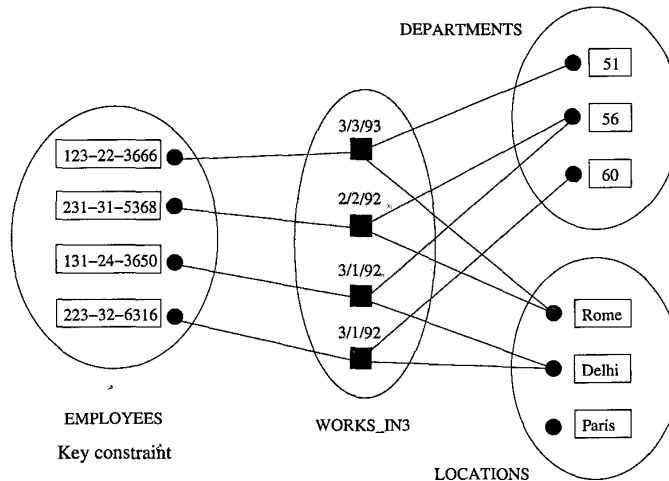 DEPARTMENTS
51
56
60
3/3/93
2/2/92
3/1/92
3/1/92
123-22-3666
231-31-5368
131-24-3650
223-32-6316
Rome
Delhi
Paris
EMPLOYEES
WORKS_IN3
Key constraint
LOCATIONS